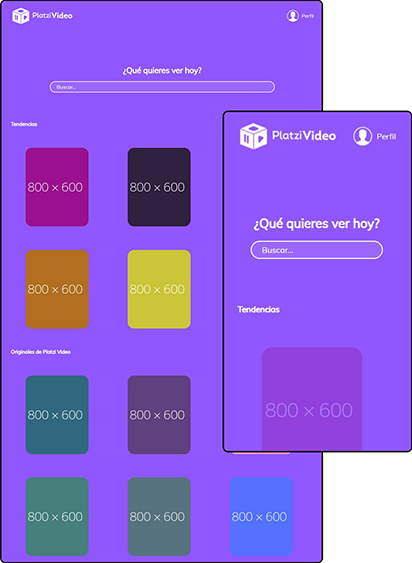 PlatziVideo
Perfil
¿Qué quieres ver hoy?
Buscar...
Tendencias
800 × 600
800 × 600
800 × 600
800 × 600
Originales de Platzi Video
800 × 600
800 × 600
800 × 600
800 × 600
800 × 600
PlatziVideo
Perfil
¿Qué quieres ver hoy?
Buscar...
Tendencias
800 × 600